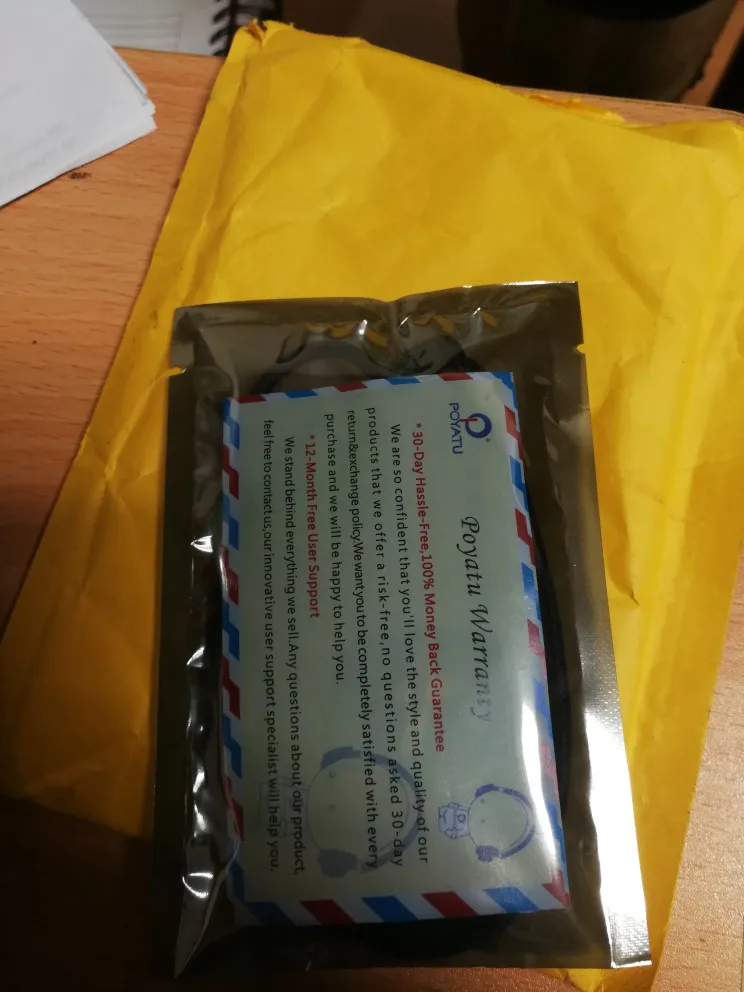 POYATU
Poyatu Warranty
* 30-Day Hassle-Free,100% Money Back Guarantee
We are so confident that you'll love the style and quality of our
products that we offer a risk-free,no questions asked 30-day
return&exchange policy.We want you to be completely satisfied with every
purchase and we will be happy to help you.
* 12-Month Free User Support
We stand behind everything we sell.Any questions about our product,
feel free to contact us,our innovative user support specialist will help you.